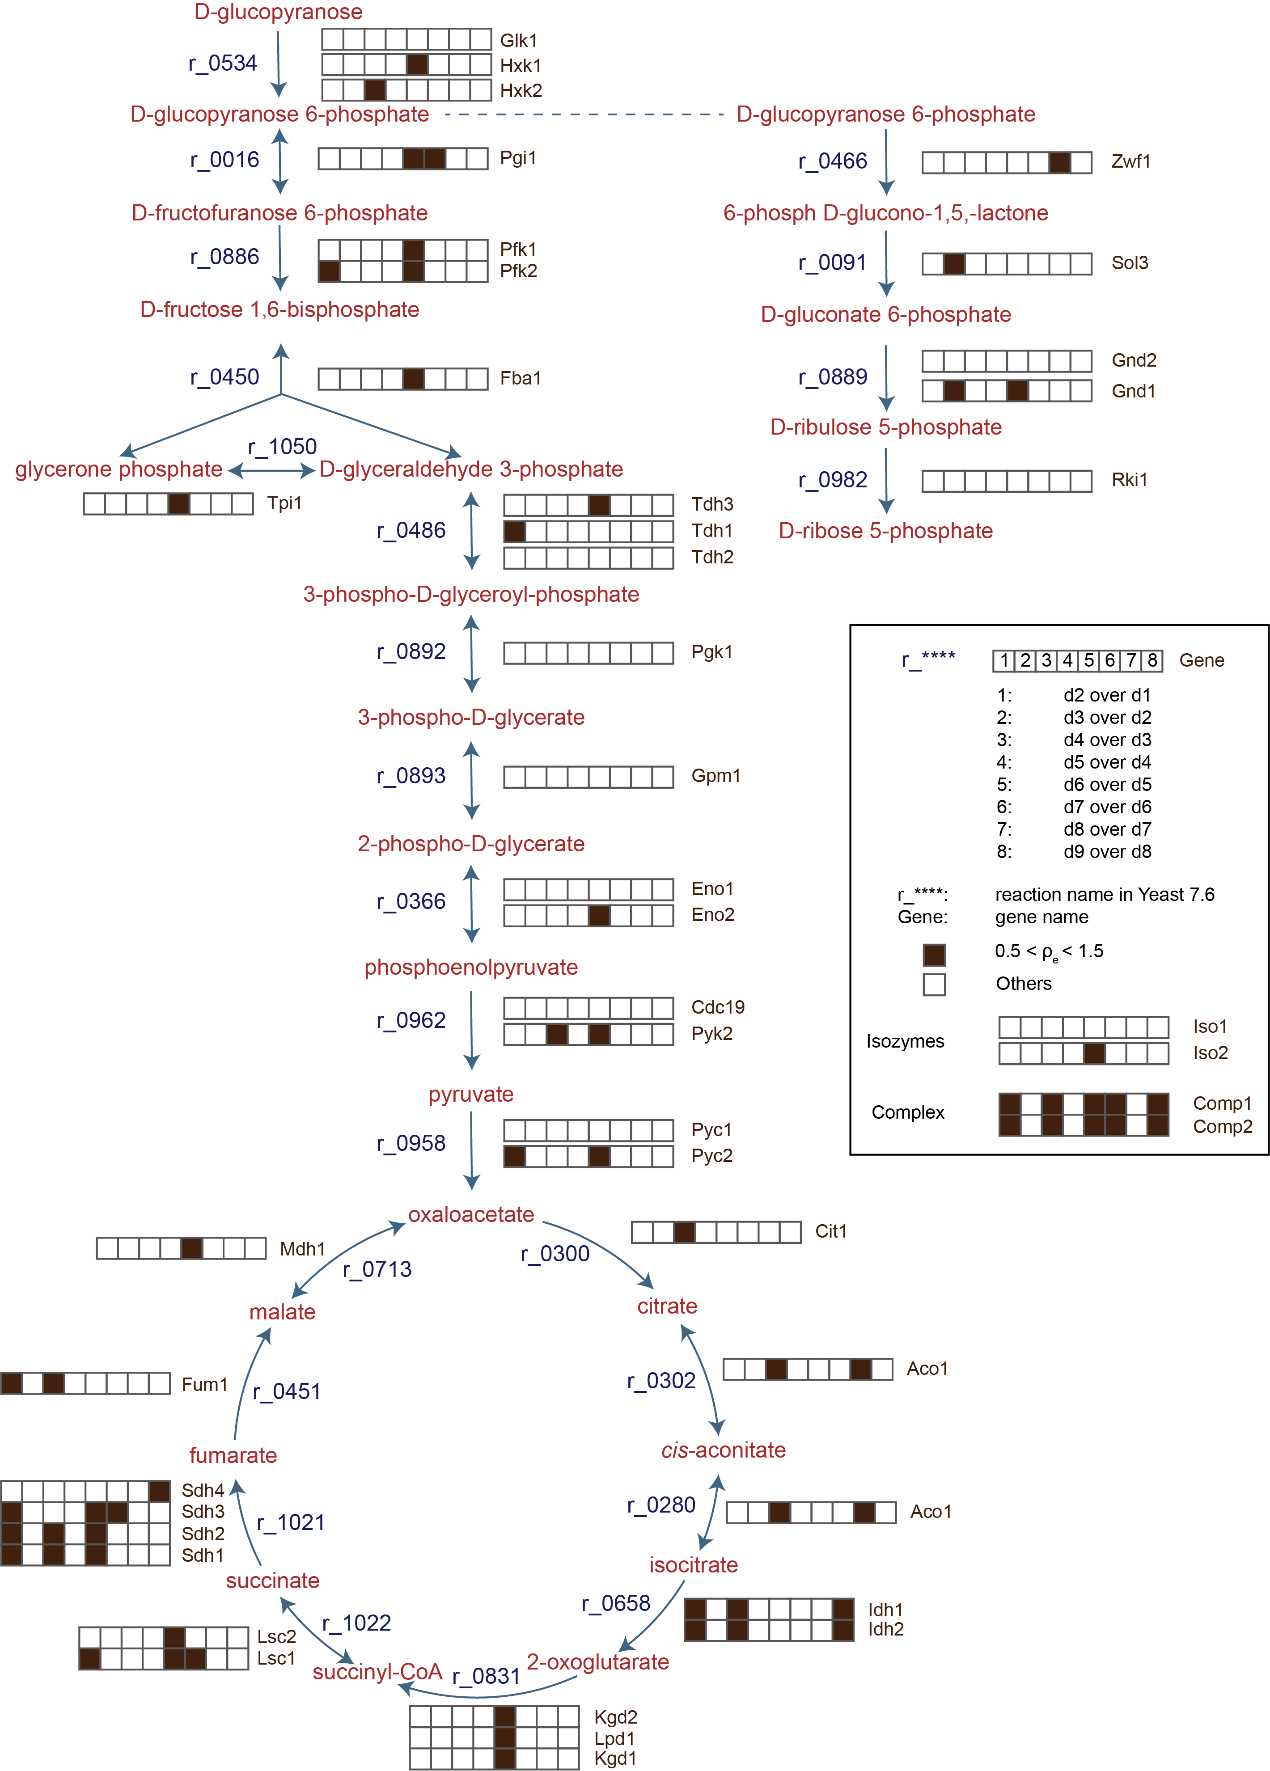 D-glucopyranose
r_0534
Glk1
Hxk1
Hxk2
D-glucopyranose 6-phosphate
r_0016
Pgi1
D-fructofuranose 6-phosphate
r_0886
Pfk1
Pfk2
D-fructose 1,6-bisphosphate
r_0450
Fba1
r_1050
glycerone phosphate
D-glyceraldehyde 3-phosphate
Tpi1
r_0486
Tdh3
Tdh1
Tdh2
3-phospho-D-glyceroyl-phosphate
r_0892
Pgk1
3-phospho-D-glycerate
r_0893
Gpm1
2-phospho-D-glycerate
r_0366
Eno1
Eno2
phosphoenolpyruvate
r_0962
Cdc19
Pyk2
pyruvate
r_0958
Pyc1
Pyc2
oxaloacetate
r_0300
Cit1
citrate
r_0302
Aco1
cis-aconitate
r_0280
Aco1
isocitrate
r_0658
Idh1
Idh2
2-oxoglutarate
r_0831
Kgd2
Lpd1
Kgd1
succinyl-CoA
r_1022
Lsc2
Lsc1
succinate
r_1021
Sdh4
Sdh3
Sdh2
Sdh1
fumarate
r_0451
Fum1
malate
r_0713
Mdh1
D-glucopyranose 6-phosphate
r_0466
Zwf1
6-phosph D-glucono-1,5,-lactone
r_0091
Sol3
D-gluconate 6-phosphate
r_0889
Gnd2
Gnd1
D-ribulose 5-phosphate
r_0982
Rki1
D-ribose 5-phosphate
r_**** 1 2 3 4 5 6 7 8 Gene
1: d2 over d1
2: d3 over d2
3: d4 over d3
4: d5 over d4
5: d6 over d5
6: d7 over d6
7: d8 over d7
8: d9 over d8
r_****: reaction name in Yeast 7.6
Gene: gene name
0.5 < ρe < 1.5
Others
Isozymes
Iso1
Iso2
Complex
Comp1
Comp2